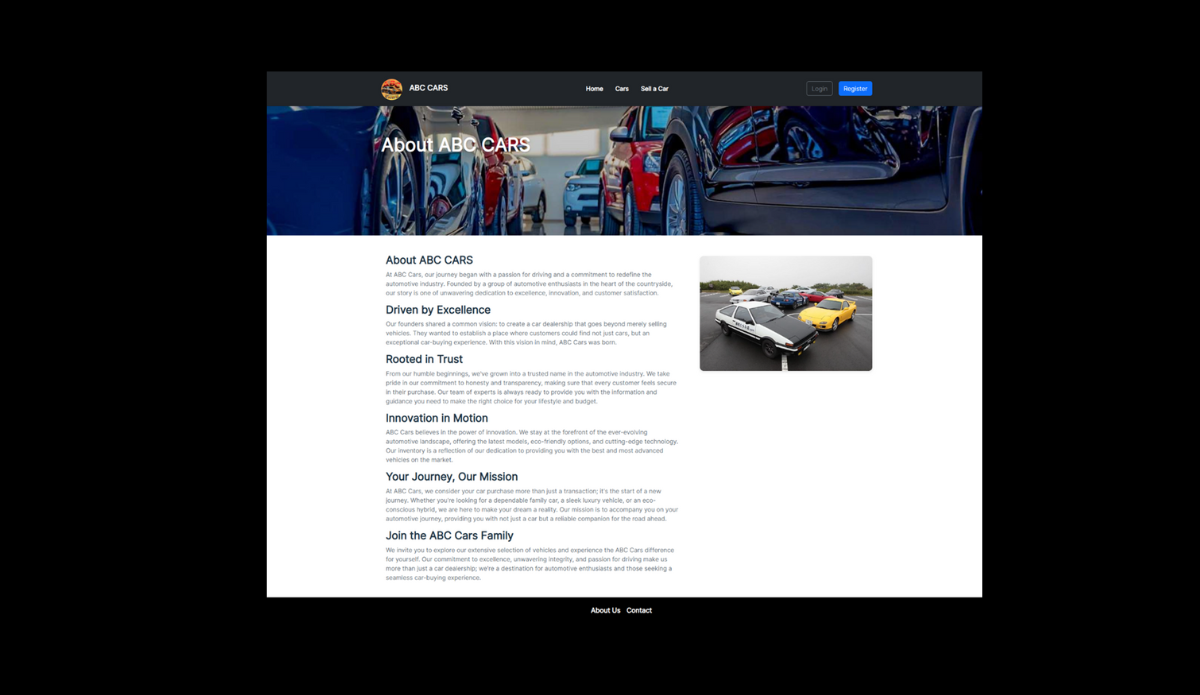 ABC CARS
Home Cars Sell a Car
Login Register
About ABC CARS
About ABC CARS
At ABC Cars, our journey began with a passion for driving and a commitment to redefine the
automotive industry. Founded by a group of automotive enthusiasts in the heart of the countryside,
our story is one of unwavering dedication to excellence, innovation, and customer satisfaction.
Driven by Excellence
Our founders shared a common vision: to create a car dealership that goes beyond merely selling
vehicles. They wanted to establish a place where customers could find not just cars, but an
exceptional car-buying experience. With this vision in mind, ABC Cars was born.
Rooted in Trust
From our humble beginnings, we've grown into a trusted name in the automotive industry. We take
pride in our commitment to honesty and transparency, making sure that every customer feels secure
in their purchase. Our team of experts is always ready to provide you with the information and
guidance you need to make the right choice for your lifestyle and budget.
Innovation in Motion
ABC Cars believes in the power of innovation. We stay at the forefront of the ever-evolving
automotive landscape, offering the latest models, eco-friendly options, and cutting-edge technology.
Our inventory is a reflection of our dedication to providing you with the best and most advanced
vehicles on the market.
Your Journey, Our Mission
At ABC Cars, we consider your car purchase more than just a transaction; it's the start of a new
journey. Whether you're looking for a dependable family car, a sleek luxury vehicle, or an eco-
conscious hybrid, we are here to make your dream a reality. Our mission is to accompany you on your
automotive journey, providing you with not just a car but a reliable companion for the road ahead.
Join the ABC Cars Family
We invite you to explore our extensive selection of vehicles and experience the ABC Cars difference
for yourself. Our commitment to excellence, unwavering integrity, and passion for driving make us
more than just a car dealership; we're a destination for automotive enthusiasts and those seeking a
seamless car-buying experience.
About Us Contact